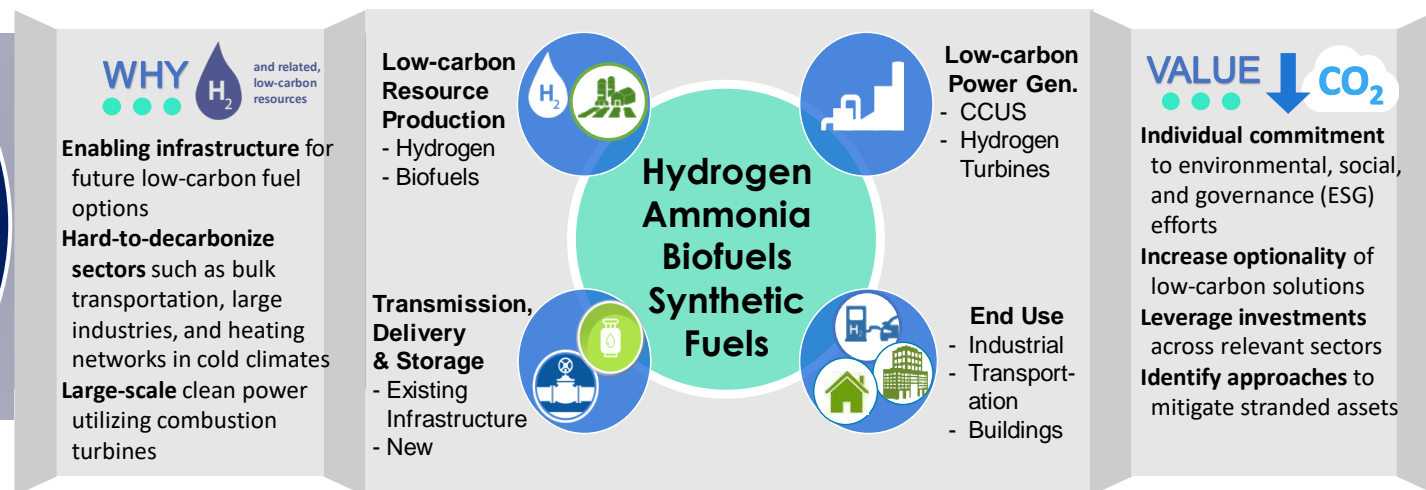 WHY
H2
and related,
low-carbon
resources
Enabling infrastructure for
future low-carbon fuel
options
Hard-to-decarbonize
sectors such as bulk
transportation, large
industries, and heating
networks in cold climates
Large-scale clean power
utilizing combustion
turbines
Low-carbon
Resource
Production
- Hydrogen
- Biofuels
H2
Low-carbon
Power Gen.
- CCUS
- Hydrogen
Turbines
Hydrogen
Ammonia
Biofuels
Synthetic
Fuels
Transmission,
Delivery
& Storage
- Existing
Infrastructure
- New
H2
End Use
- Industrial
- Transport-
ation
- Buildings
VALUE
CO2
Individual commitment
to environmental, social,
and governance (ESG)
efforts
Increase optionality of
low-carbon solutions
Leverage investments
across relevant sectors
Identify approaches to
mitigate stranded assets